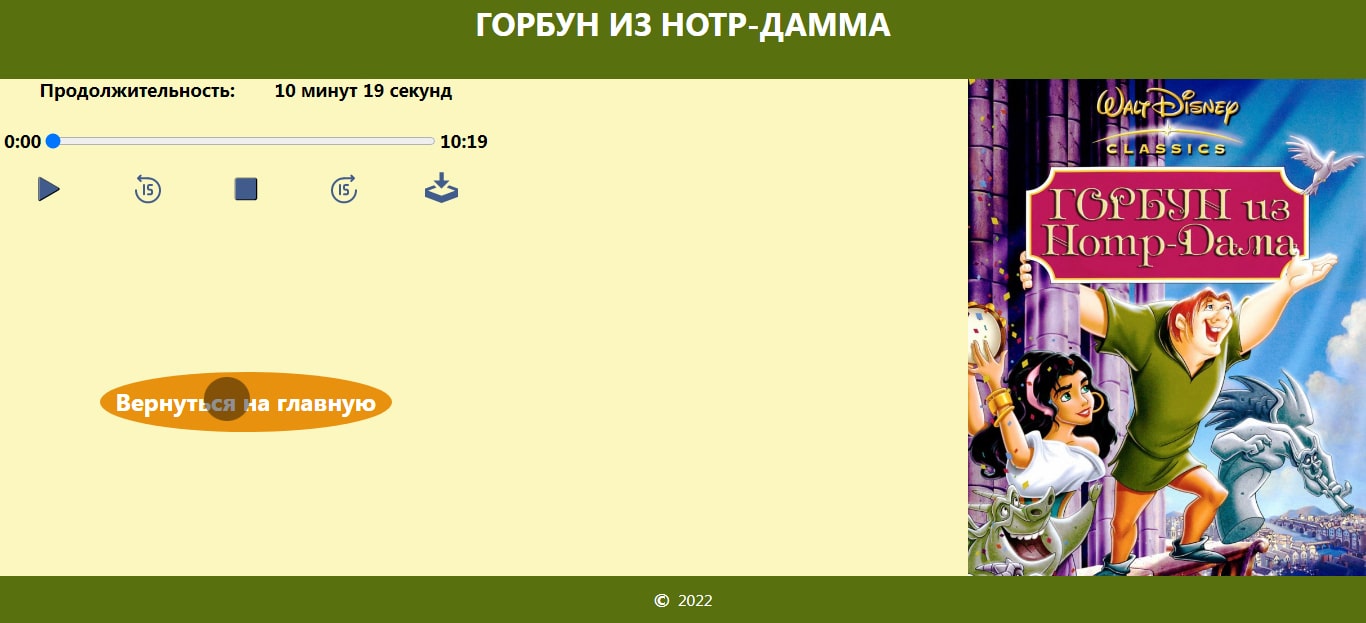 ГОРБУН ИЗ НОТР-ДАММА
Продолжительность: 10 минут 19 секунд
0:00 10:19
15 15
Вернуться на главную
WALT DISNEY
CLASSICS
ГОРБУН из
Нотр-Дама
© 2022